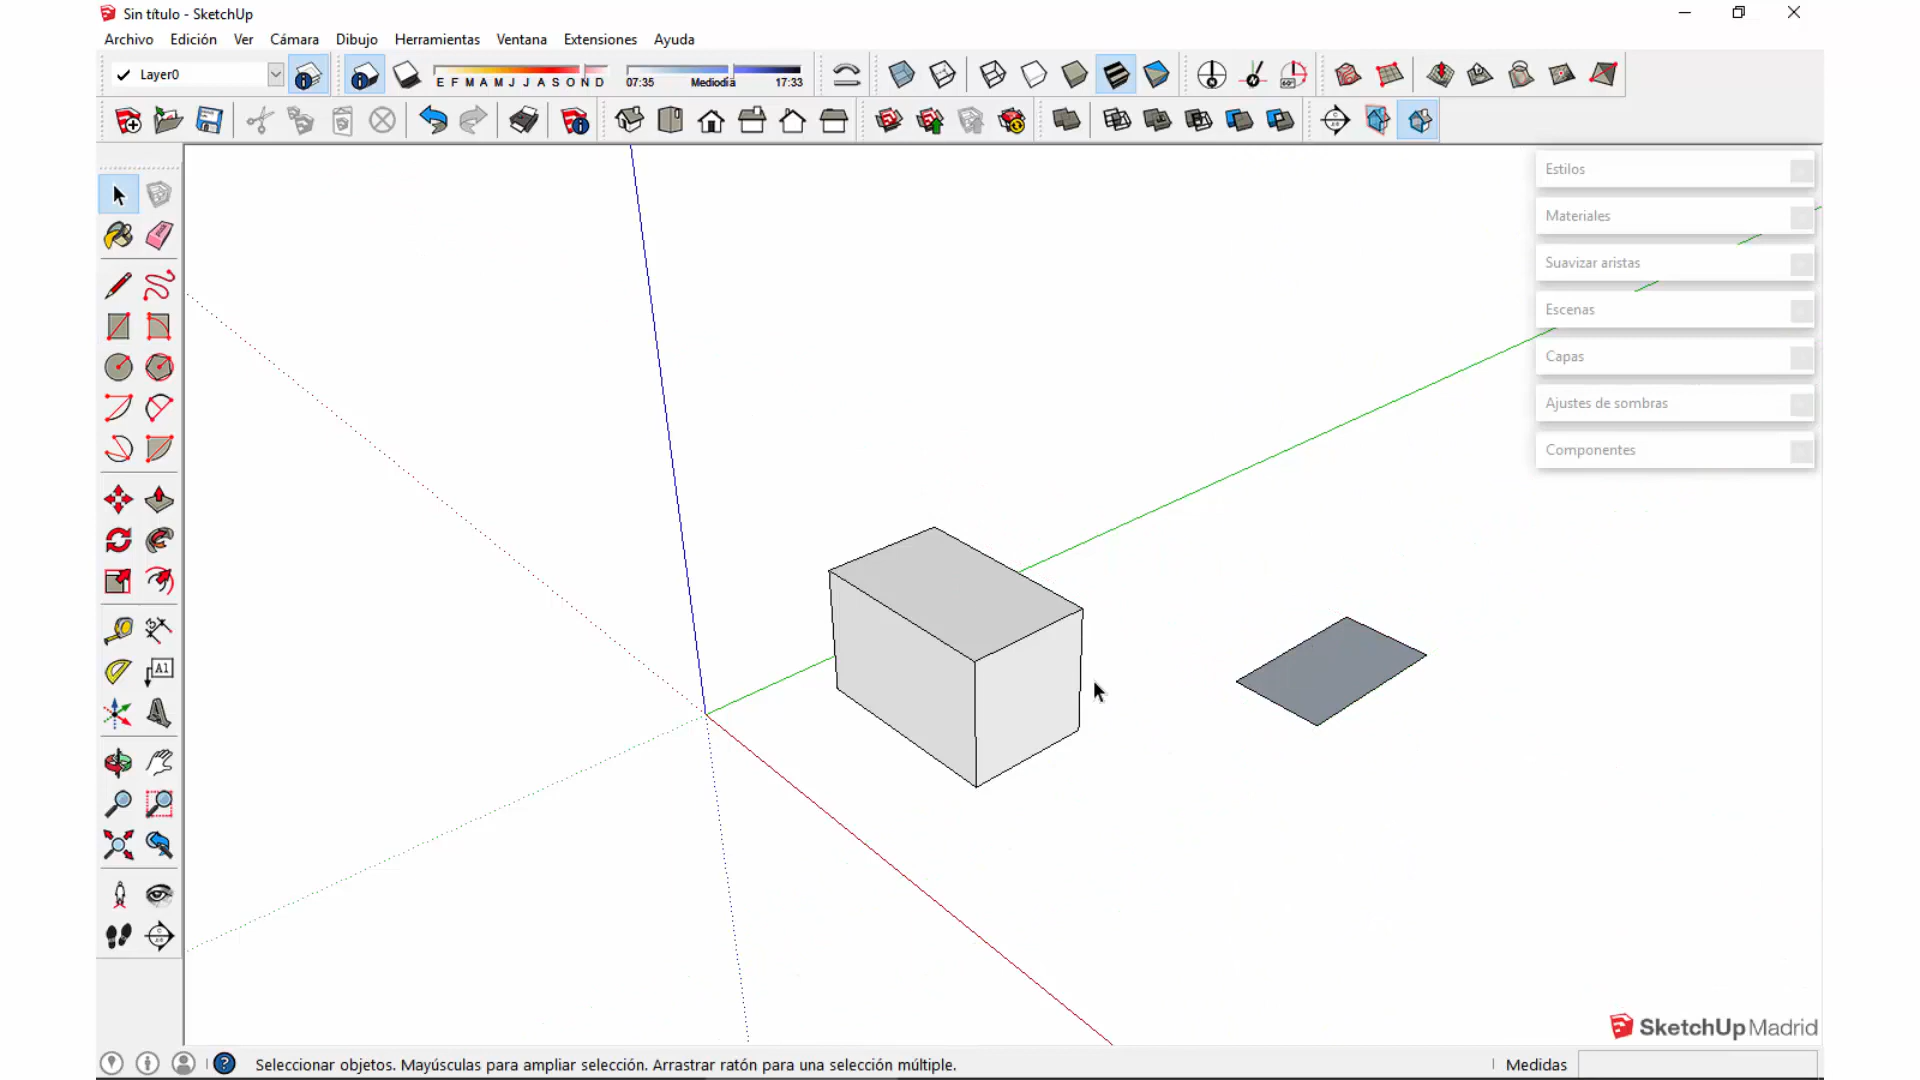 Sin título - SketchUp
Archivo Edición Ver Cámara Dibujo Herramientas Ventana Extensiones Ayuda
Layer0
E F M A M J J A S O N D
07:35 Mediodía 17:33
Estilos
Materiales
Suavizar aristas
Escenas
Capas
Ajustes de sombras
Componentes
A1
SketchUp Madrid
Seleccionar objetos. Mayúsculas para ampliar selección. Arrastrar ratón para una selección múltiple.
Medidas